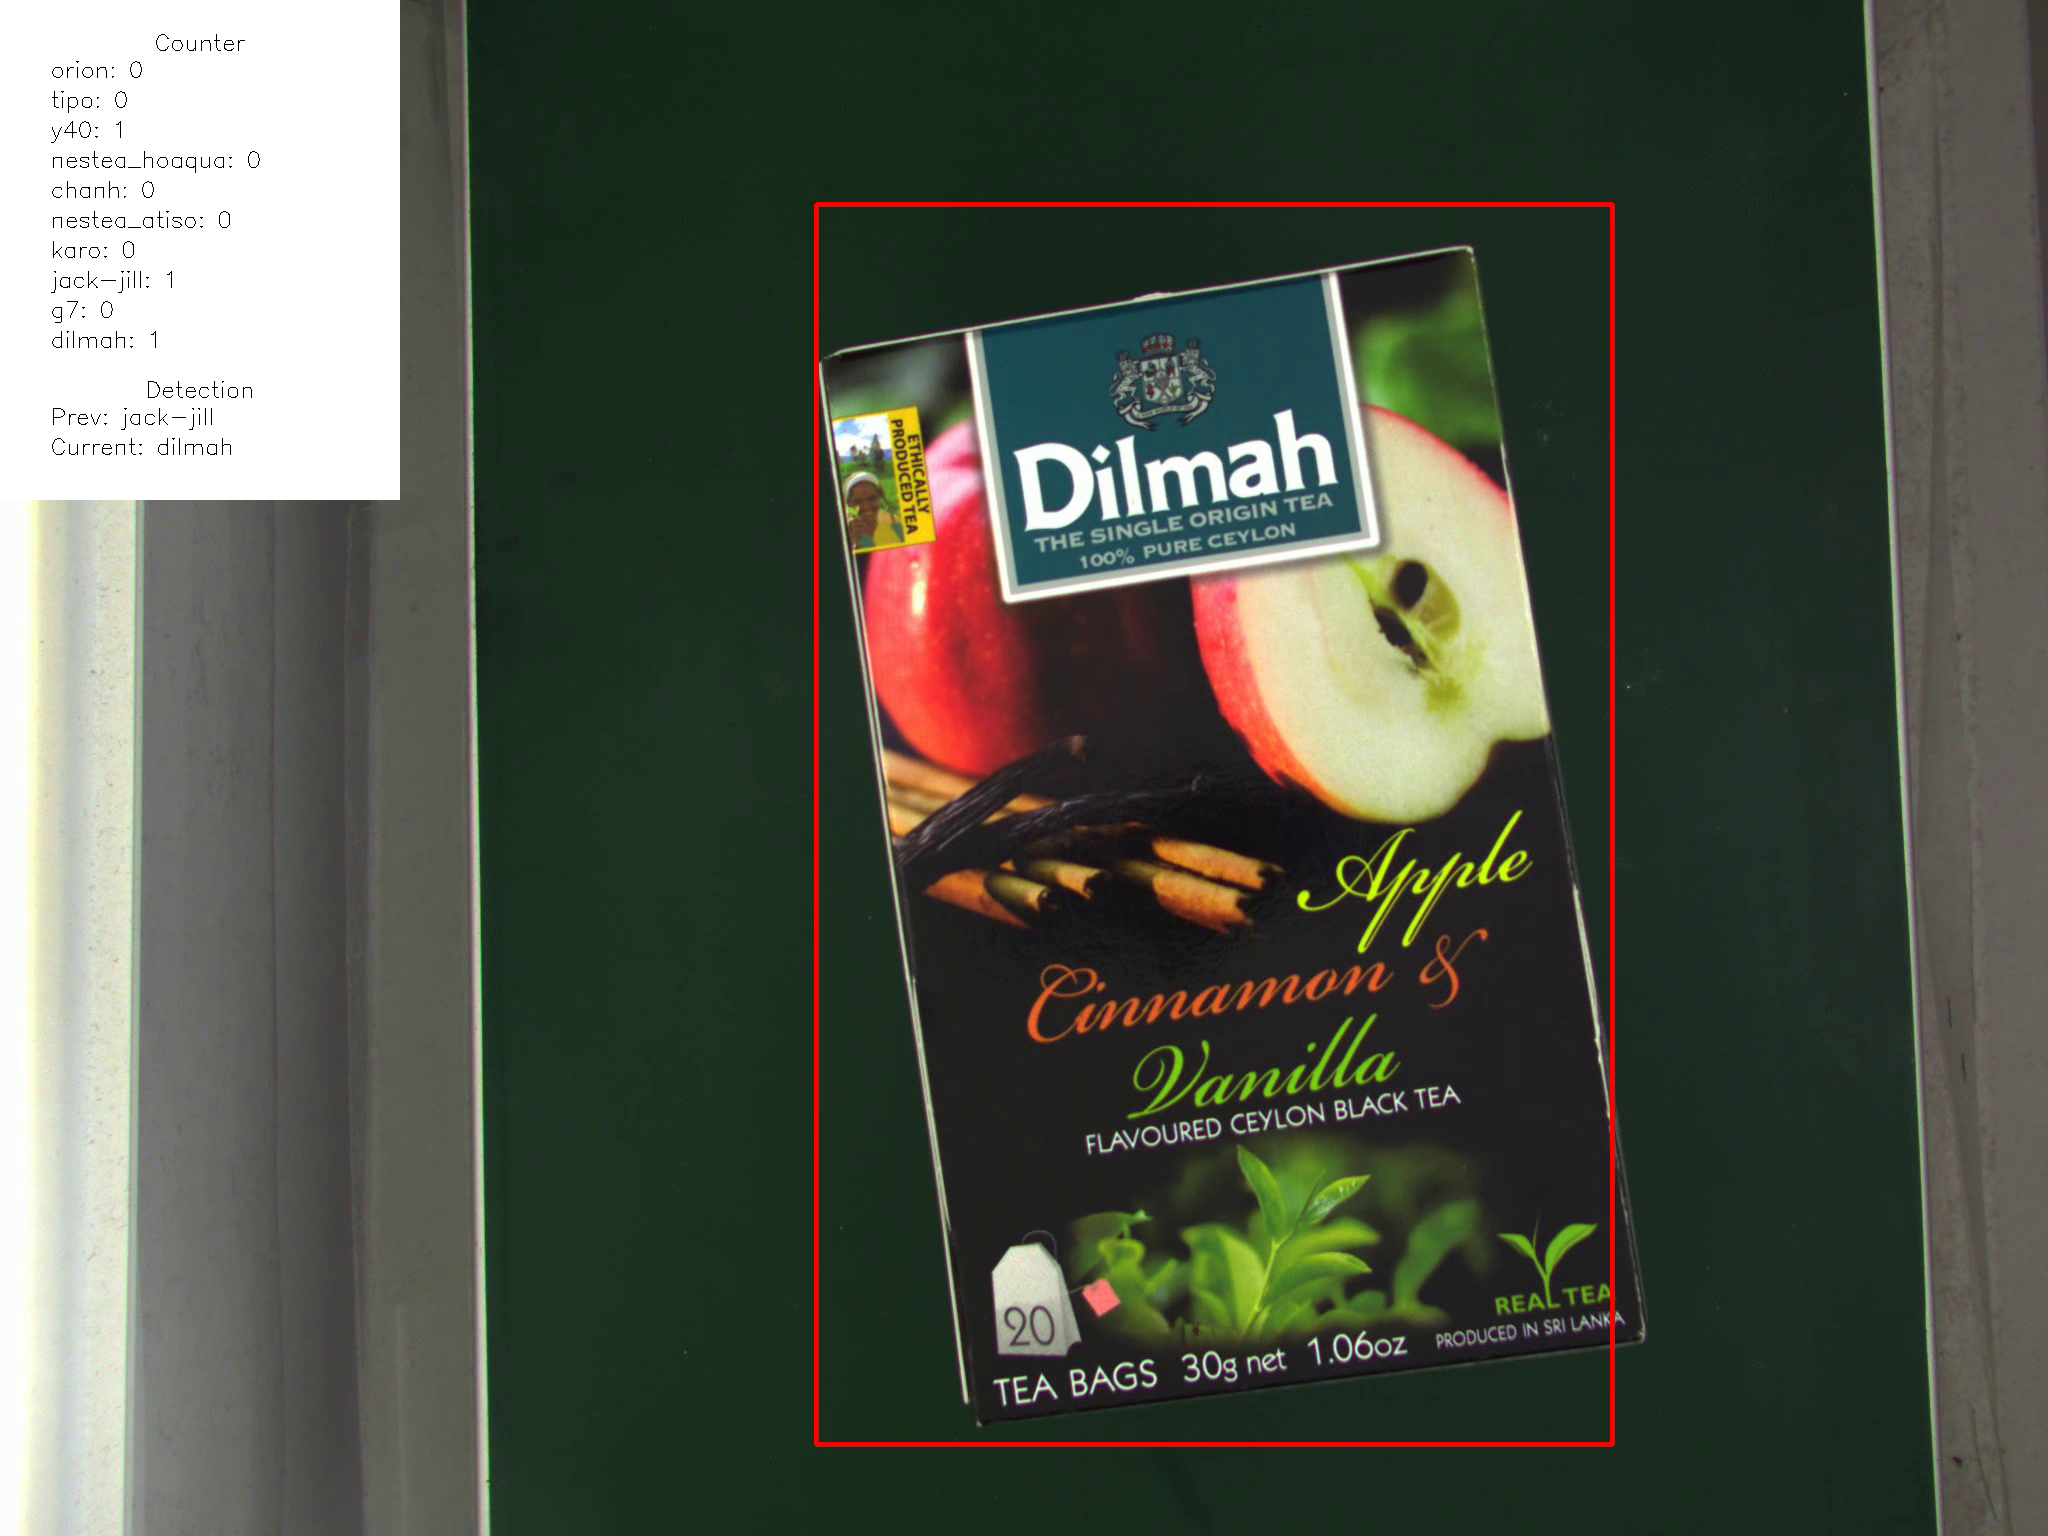 Counter
orion: 0
tipo: 0
y40: 1
nestea_hoaqua: 0
chanh: 0
nestea_atiso: 0
karo: 0
jack-jill: 1
g7: 0
dilmah: 1
Detection
Prev: jack-jill
Current: dilmah
ETHICALLY
PRODUCED TEA
Dilmah
THE SINGLE ORIGIN TEA
100% PURE CEYLON
Apple
Cinnamon &
Vanilla
FLAVOURED CEYLON BLACK TEA
20
TEA BAGS 30g net 1.06oz
REAL TEA
PRODUCED IN SRI LANKA